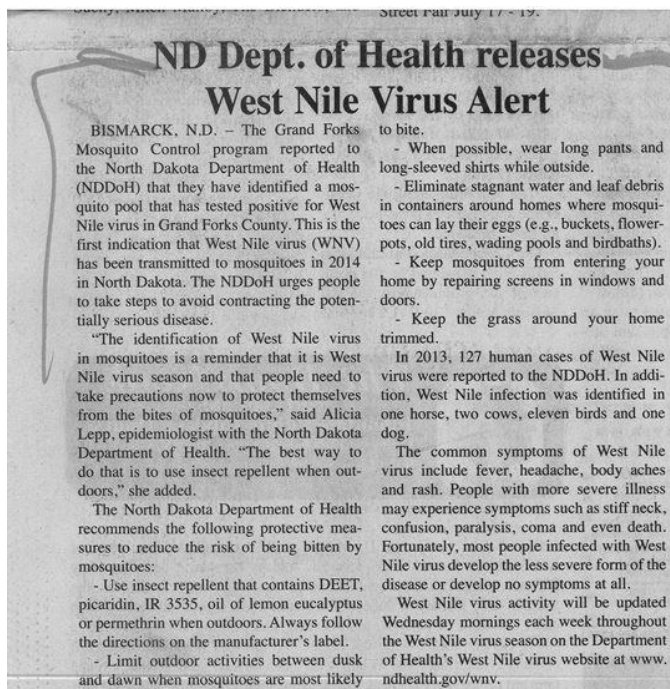 Street Fair July 17 - 19.
ND Dept. of Health releases
West Nile Virus Alert
BISMARCK, N.D. – The Grand Forks
Mosquito Control program reported to
the North Dakota Department of Health
(NDDoH) that they have identified a mos-
quito pool that has tested positive for West
Nile virus in Grand Forks County. This is the
first indication that West Nile virus (WNV)
has been transmitted to mosquitoes in 2014
in North Dakota. The NDDoH urges people
to take steps to avoid contracting the poten-
tially serious disease.
“The identification of West Nile virus
in mosquitoes is a reminder that it is West
Nile virus season and that people need to
take precautions now to protect themselves
from the bites of mosquitoes,” said Alicia
Lepp, epidemiologist with the North Dakota
Department of Health. “The best way to
do that is to use insect repellent when out-
doors,” she added.
The North Dakota Department of Health
recommends the following protective mea-
sures to reduce the risk of being bitten by
mosquitoes:
- Use insect repellent that contains DEET,
picaridin, IR 3535, oil of lemon eucalyptus
or permethrin when outdoors. Always follow
the directions on the manufacturer’s label.
- Limit outdoor activities between dusk
and dawn when mosquitoes are most likely
to bite.
- When possible, wear long pants and
long-sleeved shirts while outside.
- Eliminate stagnant water and leaf debris
in containers around homes where mosqui-
toes can lay their eggs (e.g., buckets, flower-
pots, old tires, wading pools and birdbaths).
- Keep mosquitoes from entering your
home by repairing screens in windows and
doors.
- Keep the grass around your home
trimmed.
In 2013, 127 human cases of West Nile
virus were reported to the NDDoH. In addi-
tion, West Nile infection was identified in
one horse, two cows, eleven birds and one
dog.
The common symptoms of West Nile
virus include fever, headache, body aches
and rash. People with more severe illness
may experience symptoms such as stiff neck,
confusion, paralysis, coma and even death.
Fortunately, most people infected with West
Nile virus develop the less severe form of the
disease or develop no symptoms at all.
West Nile virus activity will be updated
Wednesday mornings each week throughout
the West Nile virus season on the Department
of Health’s West Nile virus website at www.
ndhealth.gov/wnv.